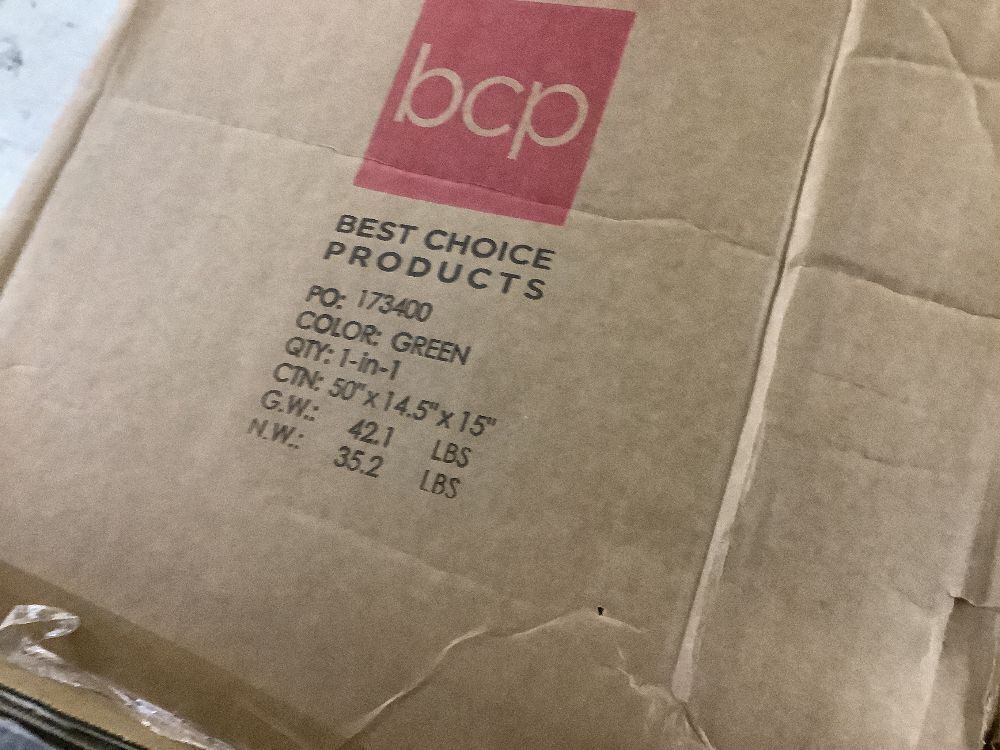 bcp
BEST CHOICE
PRODUCTS
PO: 173400
COLOR: GREEN
QTY: 1-in-1
CTN: 50"x14.5"x15"
G.W.: 42.1 LBS
N.W.: 35.2 LBS